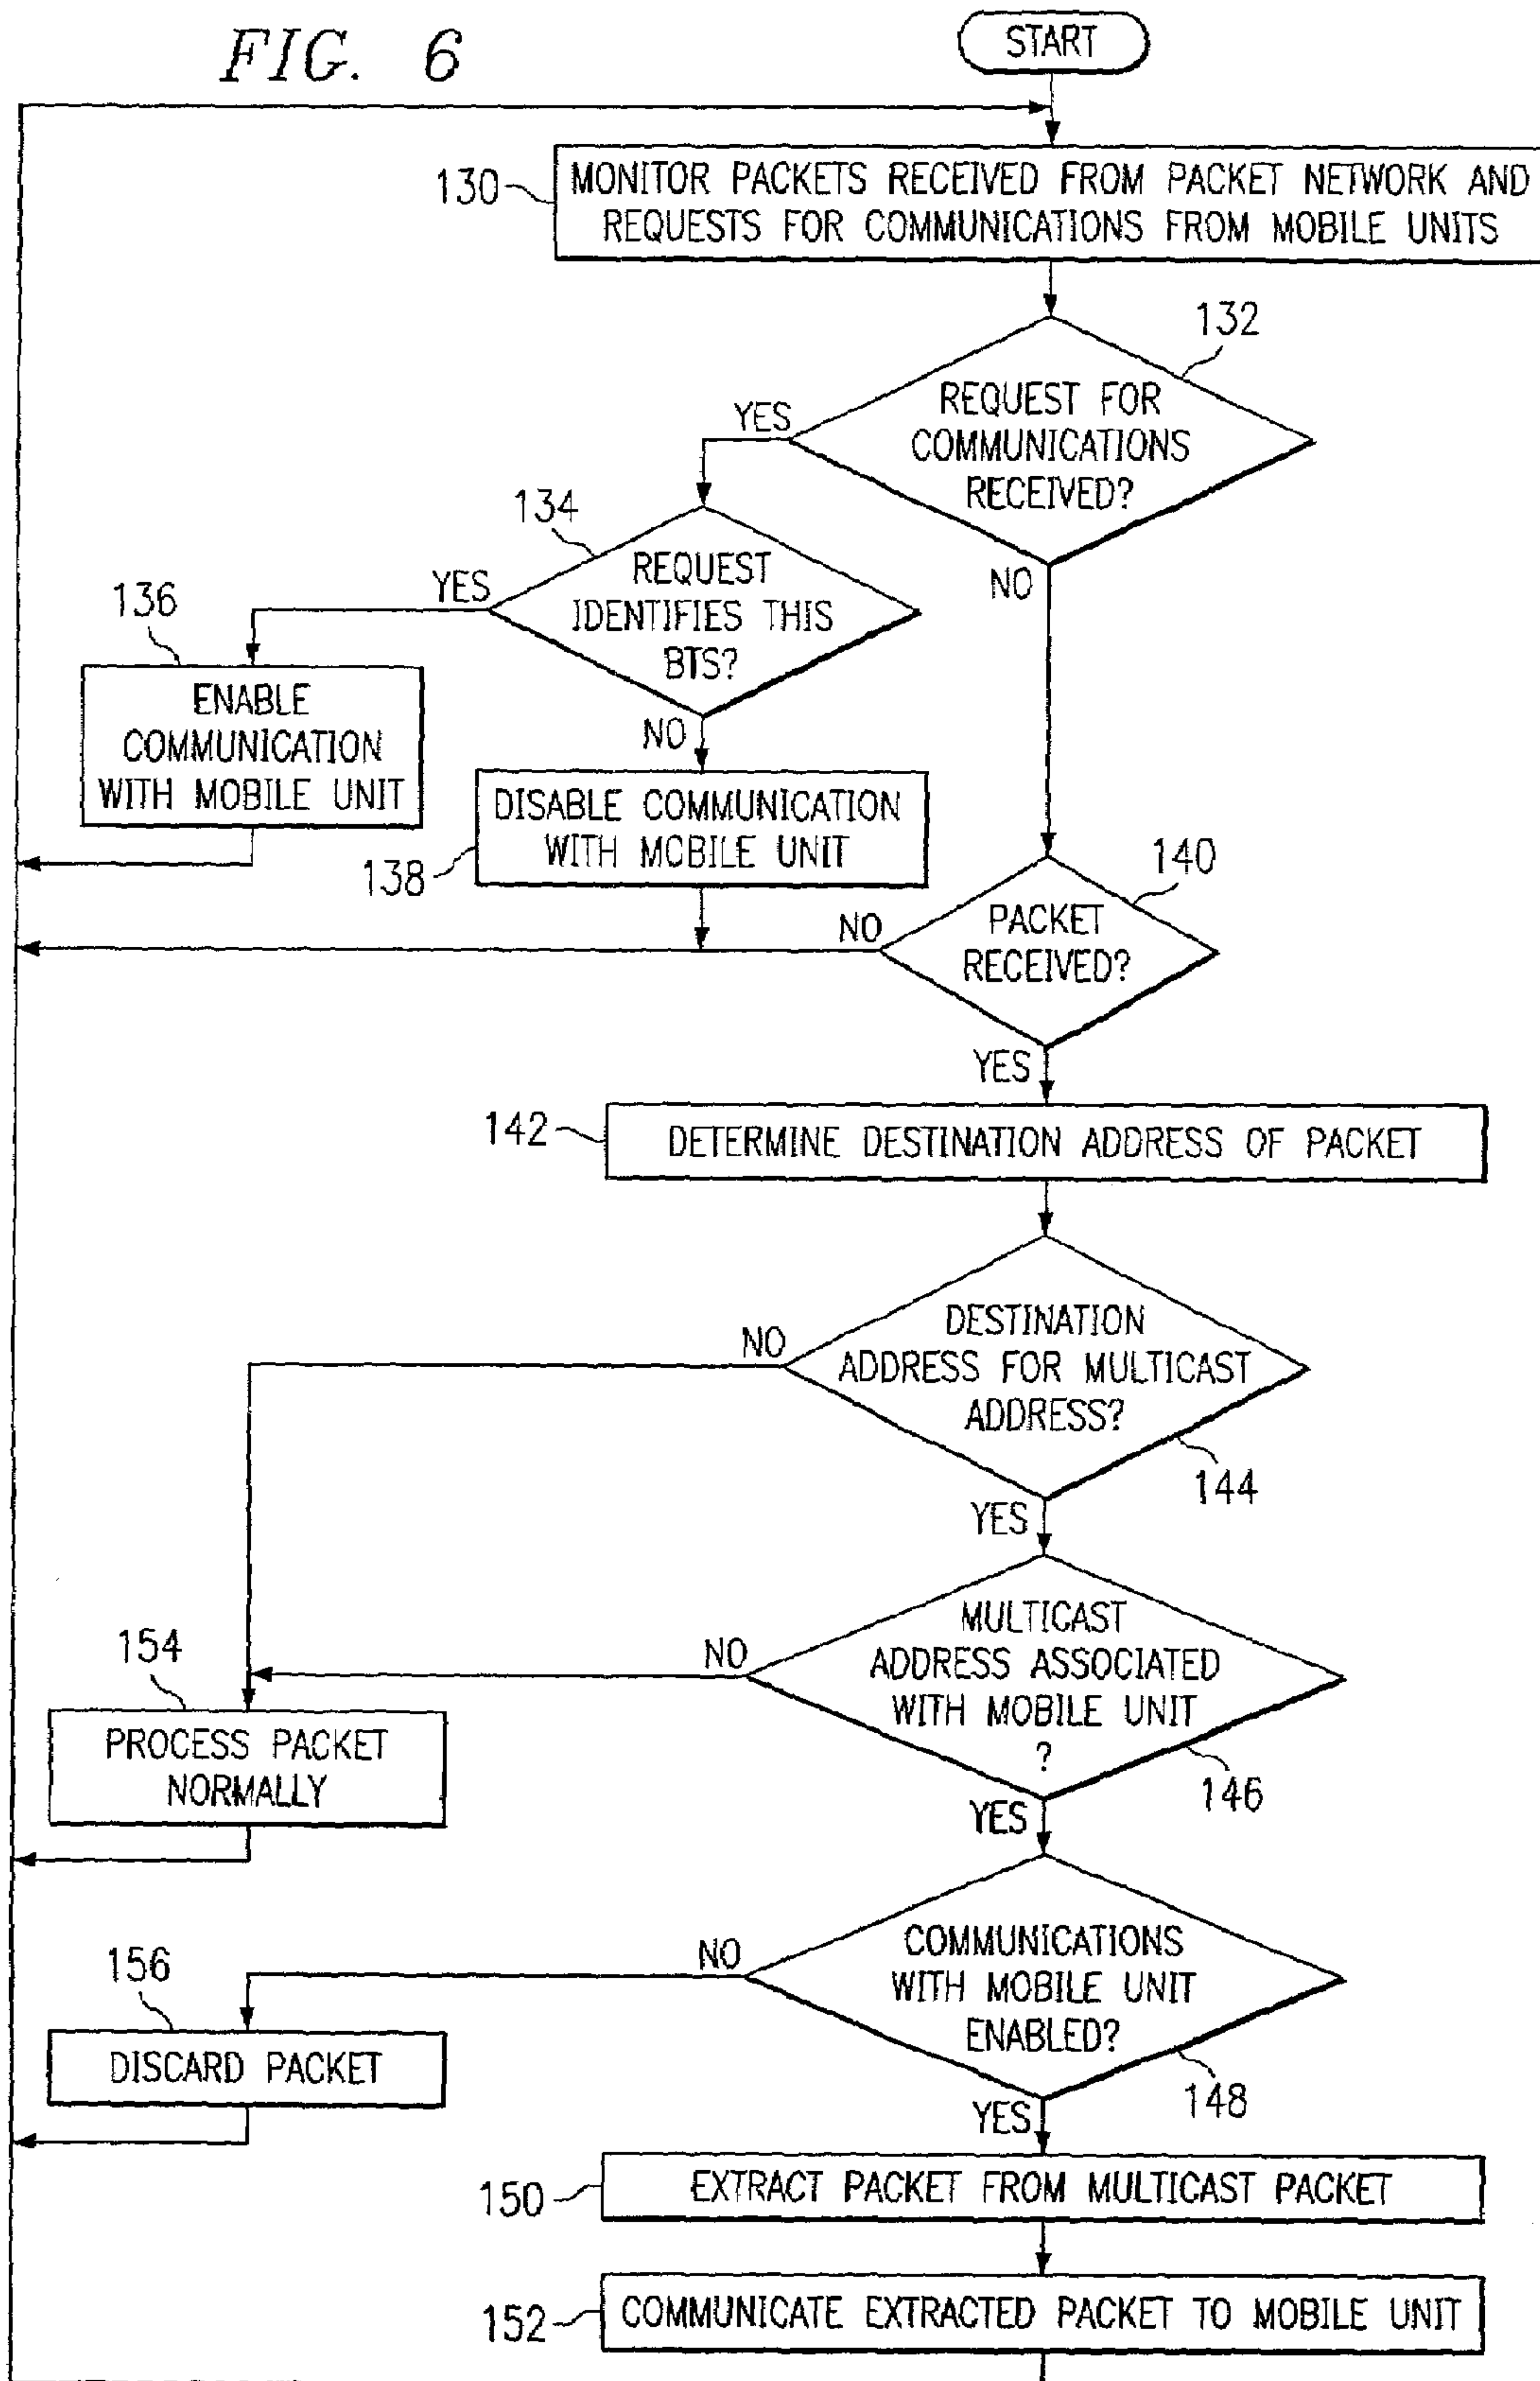 FIG. 6
START
130
MONITOR PACKETS RECEIVED FROM PACKET NETWORK AND
REQUESTS FOR COMMUNICATIONS FROM MOBILE UNITS
132
REQUEST FOR
COMMUNICATIONS
RECEIVED?
YES
NO
134
REQUEST
IDENTIFIES THIS
BTS?
YES
NO
136
ENABLE
COMMUNICATION
WITH MOBILE UNIT
138
DISABLE COMMUNICATION
WITH MOBILE UNIT
140
PACKET
RECEIVED?
NO
YES
142
DETERMINE DESTINATION ADDRESS OF PACKET
DESTINATION
ADDRESS FOR MULTICAST
ADDRESS?
NO
144
YES
MULTICAST
ADDRESS ASSOCIATED
WITH MOBILE UNIT
?
NO
146
YES
154
PROCESS PACKET
NORMALLY
COMMUNICATIONS
WITH MOBILE UNIT
ENABLED?
NO
148
YES
156
DISCARD PACKET
150
EXTRACT PACKET FROM MULTICAST PACKET
152
COMMUNICATE EXTRACTED PACKET TO MOBILE UNIT